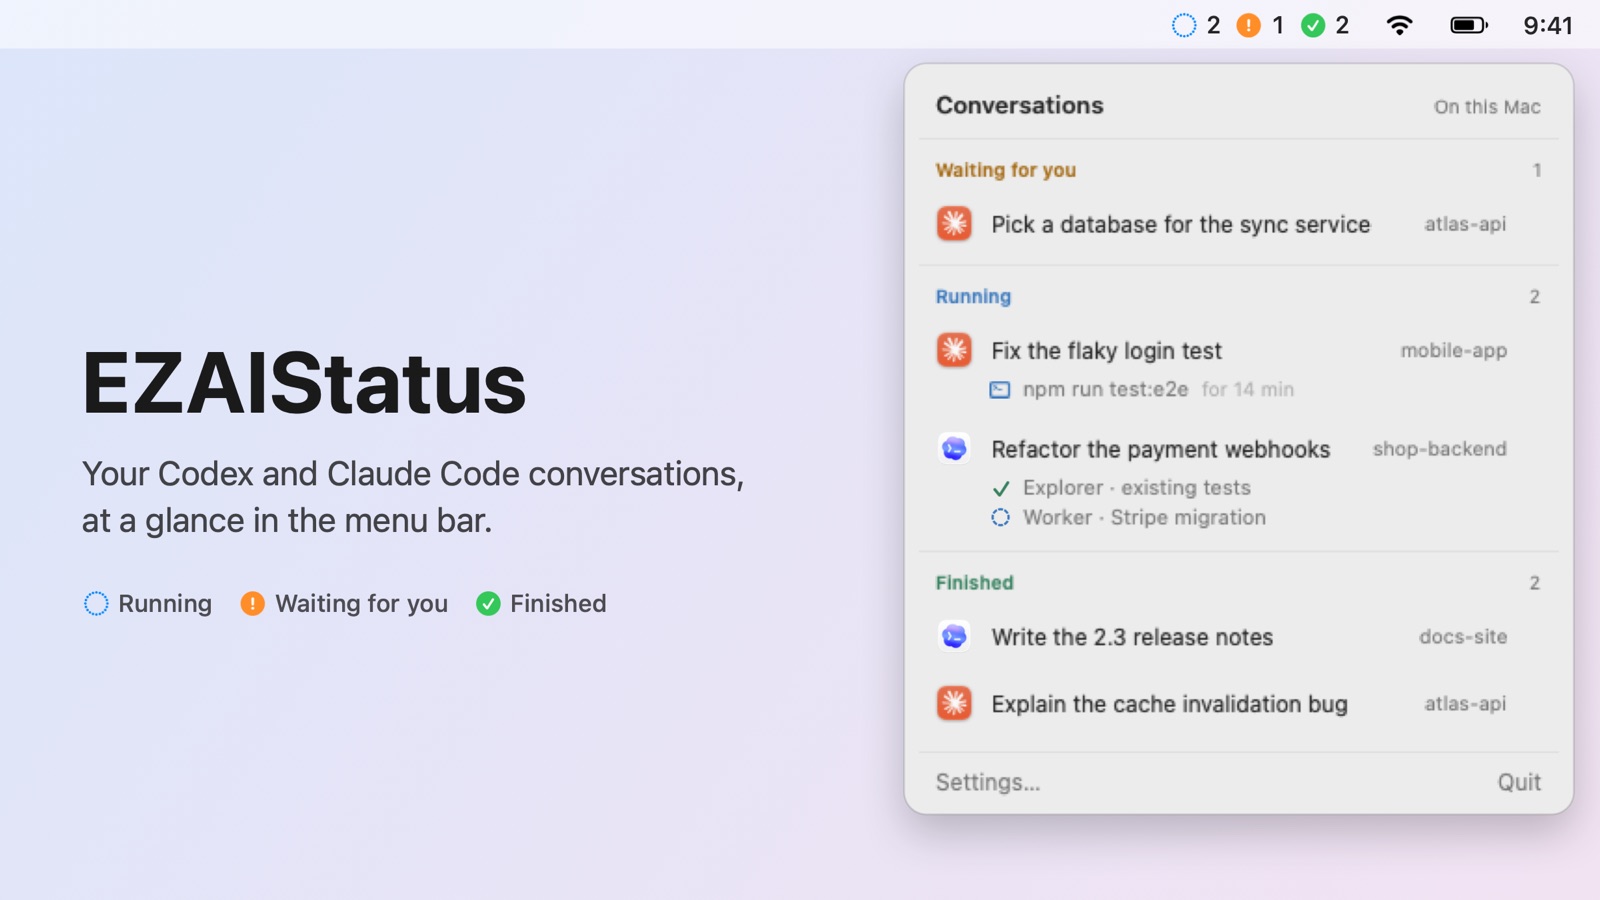 2 1 2 9:41
Conversations On this Mac
Waiting for you 1
Pick a database for the sync service atlas-api
Running 2
Fix the flaky login test mobile-app
npm run test:e2e for 14 min
Refactor the payment webhooks shop-backend
Explorer · existing tests
Worker · Stripe migration
Finished 2
Write the 2.3 release notes docs-site
Explain the cache invalidation bug atlas-api
Settings... Quit
EZAIStatus
Your Codex and Claude Code conversations,
at a glance in the menu bar.
Running Waiting for you Finished